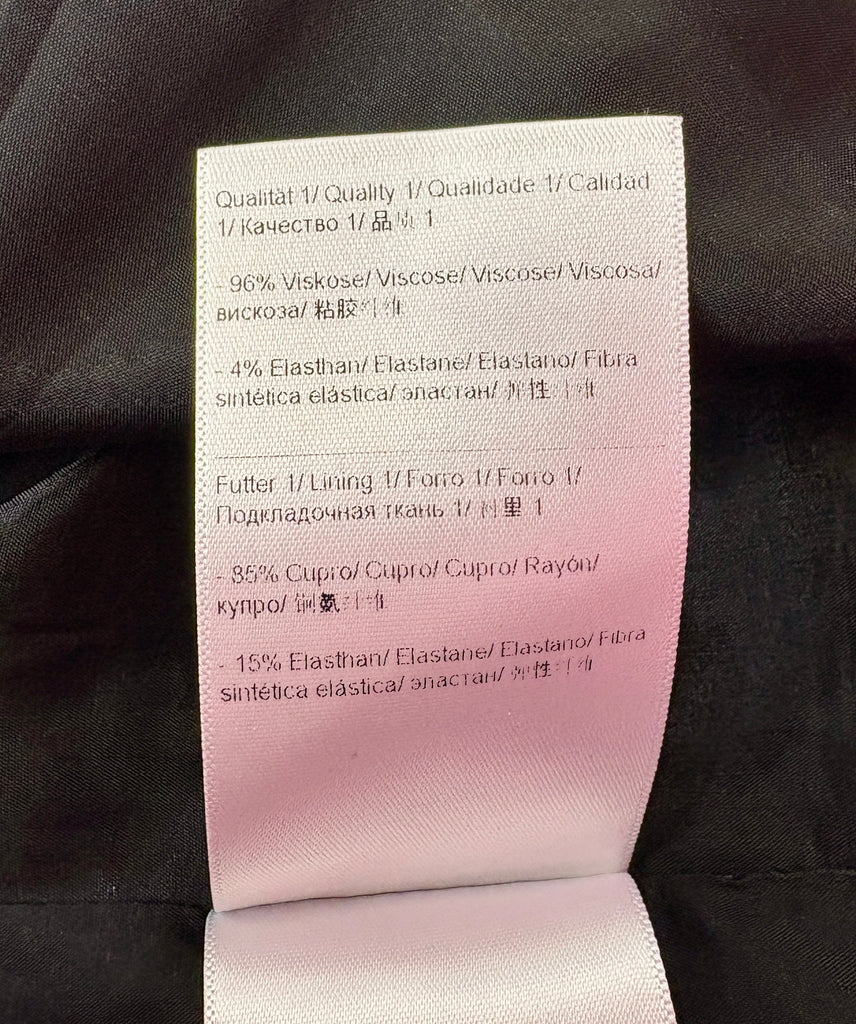 Qualität 1/ Quality 1/ Qualidade 1/ Calidad
1/ Качество 1/ 品质 1
- 96% Viskose/ Viscose/ Viscose/ Viscosa/
вискоза/ 粘胶纤维
- 4% Elasthan/ Elastane/ Elastano/ Fibra
sintética elástica/ эластан/ 弹性纤维
Futter 1/ Lining 1/ Forro 1/ Forro 1/
Подкладочная ткань 1/ 衬里 1
- 85% Cupro/ Cupro/ Cupro/ Rayón/
купро/ 铜氨纤维
- 15% Elasthan/ Elastane/ Elastano/ Fibra
sintética elástica/ эластан/ 弹性纤维